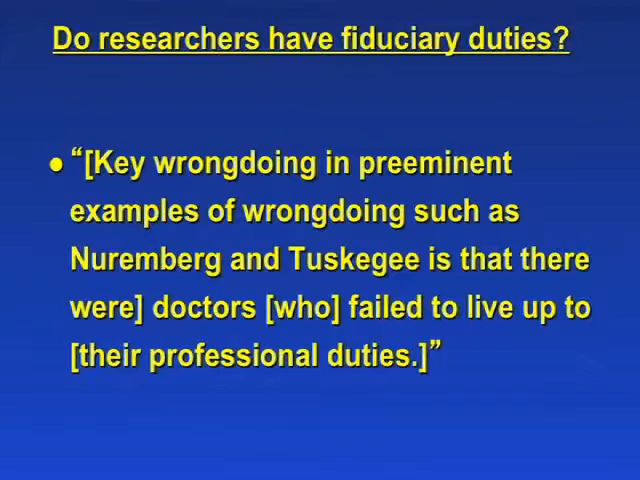 Do researchers have fiduciary duties?
● “[Key wrongdoing in preeminent
examples of wrongdoing such as
Nuremberg and Tuskegee is that there
were] doctors [who] failed to live up to
[their professional duties.]”